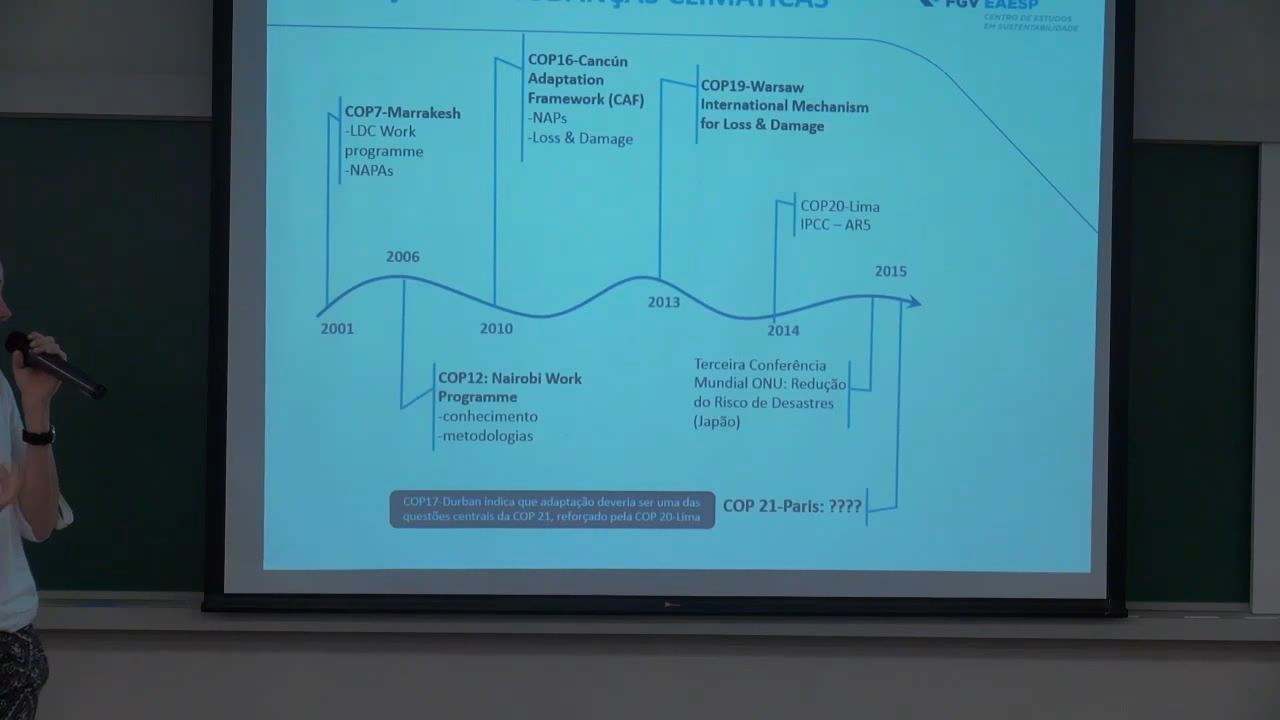 CLIMÁTICAS
FGV EAESP
CENTRO DE ESTUDOS
EM SUSTENTABILIDADE
COP7-Marrakesh
-LDC Work
programme
-NAPAs
COP16-Cancún
Adaptation
Framework (CAF)
-NAPs
-Loss & Damage
COP19-Warsaw
International Mechanism
for Loss & Damage
COP20-Lima
IPCC – AR5
2006
2015
2001
2010
2013
2014
COP12: Nairobi Work
Programme
-conhecimento
-metodologias
Terceira Conferência
Mundial ONU: Redução
do Risco de Desastres
(Japão)
COP17-Durban indica que adaptação deveria ser uma das
questões centrais da COP 21, reforçado pela COP 20-Lima
COP 21-Paris: ????